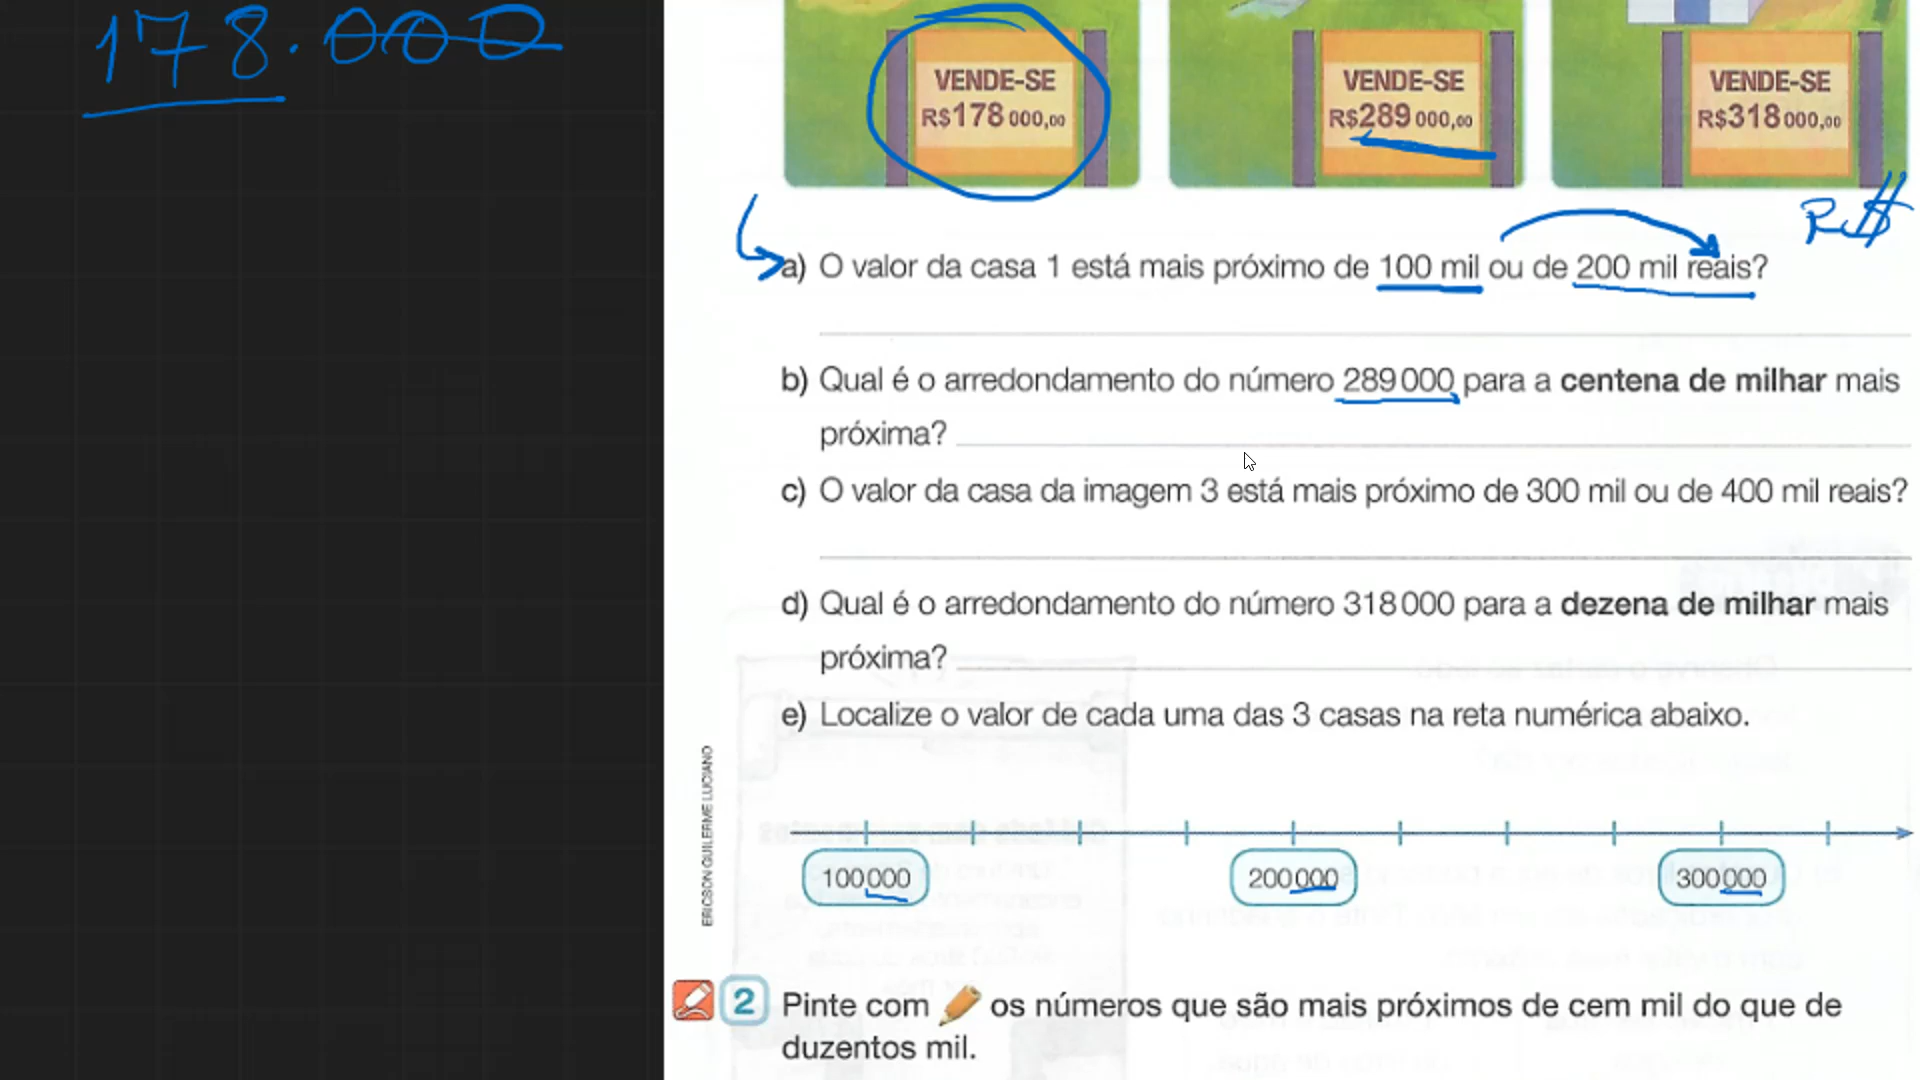 178.000
VENDE-SE
R$178 000,00
VENDE-SE
R$289 000,00
VENDE-SE
R$318 000,00
R$
a) O valor da casa 1 está mais próximo de 100 mil ou de 200 mil reais?
b) Qual é o arredondamento do número 289 000 para a centena de milhar mais
próxima?
c) O valor da casa da imagem 3 está mais próximo de 300 mil ou de 400 mil reais?
d) Qual é o arredondamento do número 318 000 para a dezena de milhar mais
próxima?
e) Localize o valor de cada uma das 3 casas na reta numérica abaixo.
ERICSON GUILERME LUCIANO
100 000
200 000
300 000
2 Pinte com os números que são mais próximos de cem mil do que de
duzentos mil.